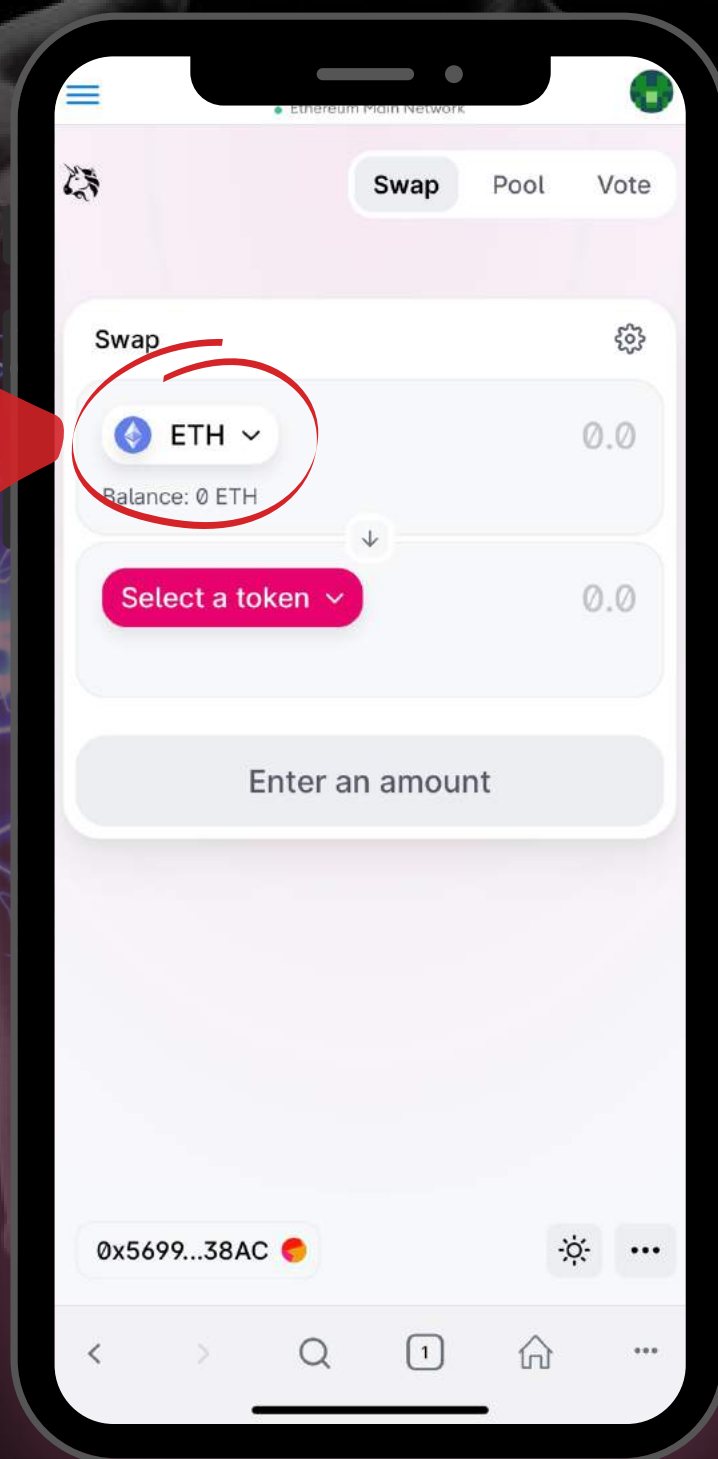 Ethereum Main Network
Swap Pool Vote
Swap
ETH 0.0
Balance: 0 ETH
Select a token 0.0
Enter an amount
0x5699...38AC
1